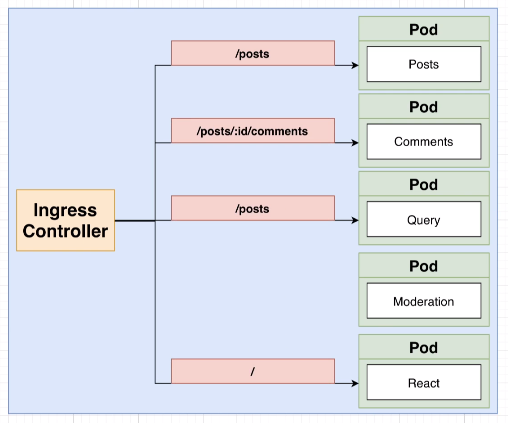 Pod
/posts
Posts
Pod
/posts/:id/comments
Comments
Pod
/posts
Query
Ingress
Controller
Pod
Moderation
Pod
/
React